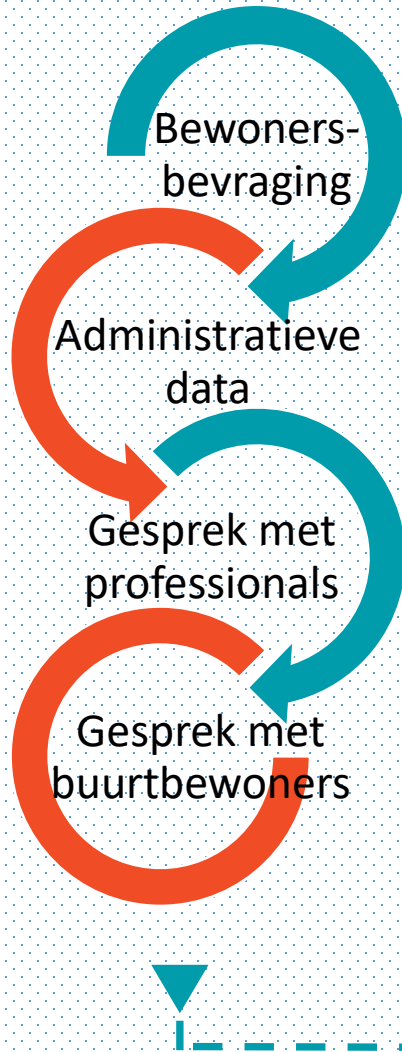 Bewoners-
bevraging
Administratieve
data
Gesprek met
professionals
Gesprek met
buurtbewoners